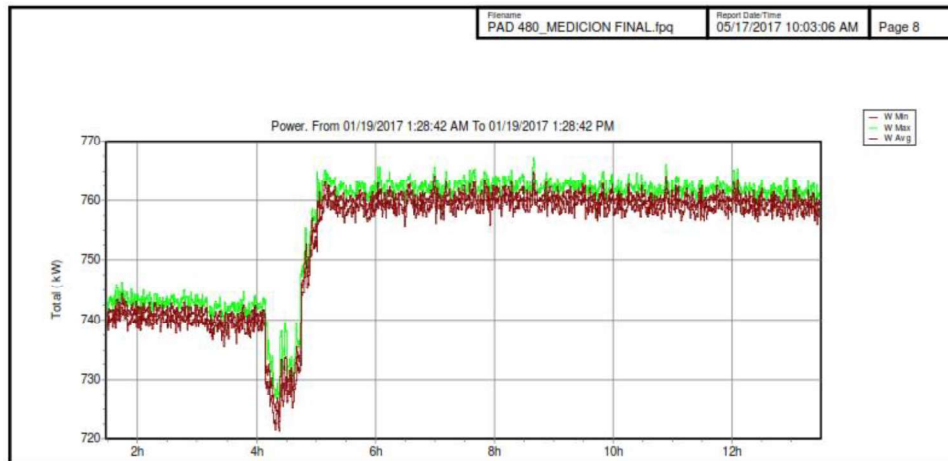 Filename
PAD 480_MEDICION FINAL.fpq
Report Date/Time
05/17/2017 10:03:06 AM
Page 8
Power. From 01/19/2017 1:28:42 AM To 01/19/2017 1:28:42 PM
W Min
W Max
W Avg
770
760
750
740
730
720
Total ( kW)
2h 4h 6h 8h 10h 12h